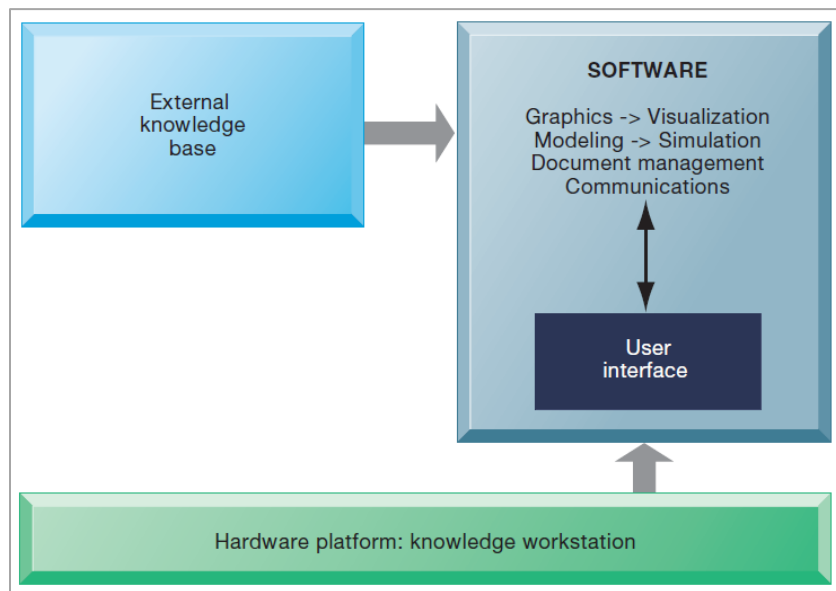 External
knowledge
base
SOFTWARE
Graphics -> Visualization
Modeling -> Simulation
Document management
Communications
User
interface
Hardware platform: knowledge workstation